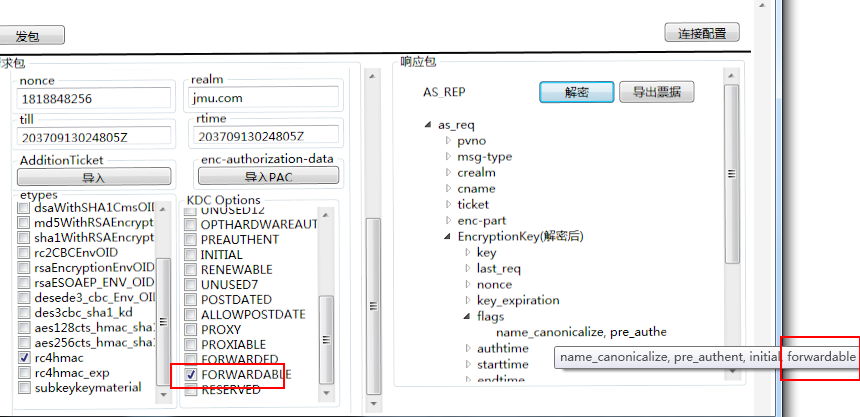 发包
连接配置
求包
响应包
nonce
realm
1818848256
jmu.com
till
rtime
20370913024805Z
20370913024805Z
AdditionTicket
enc-authorization-data
导入
导入PAC
etypes
KDC Options
dsaWithSHA1CmsOID
md5WithRSAEncrypt
sha1WithRSAEncrypt
rc2CBCEnvOID
rsaEncryptionEnvOID
rsaESOAEP_ENV_OID
desede3_cbc_Env_OID
des3cbc_sha1_kd
aes128cts_hmac_sha1
aes256cts_hmac_sha1
rc4hmac
rc4hmac_exp
subkeykeymaterial
UNUSED12
OPTHARDWAREAUT
PREAUTHENT
INITIAL
RENEWABLE
UNUSED7
POSTDATED
ALLOWPOSTDATE
PROXY
PROXIABLE
FORWARDED
FORWARDABLE
RESERVED
AS_REP
解密
导出票据
as_req
pvno
msg-type
crealm
cname
ticket
enc-part
EncryptionKey(解密后)
key
last_req
nonce
key_expiration
flags
name_canonicalize, pre_authe
authtime
name_canonicalize, pre_authent, initial, forwardable
starttime
endtime